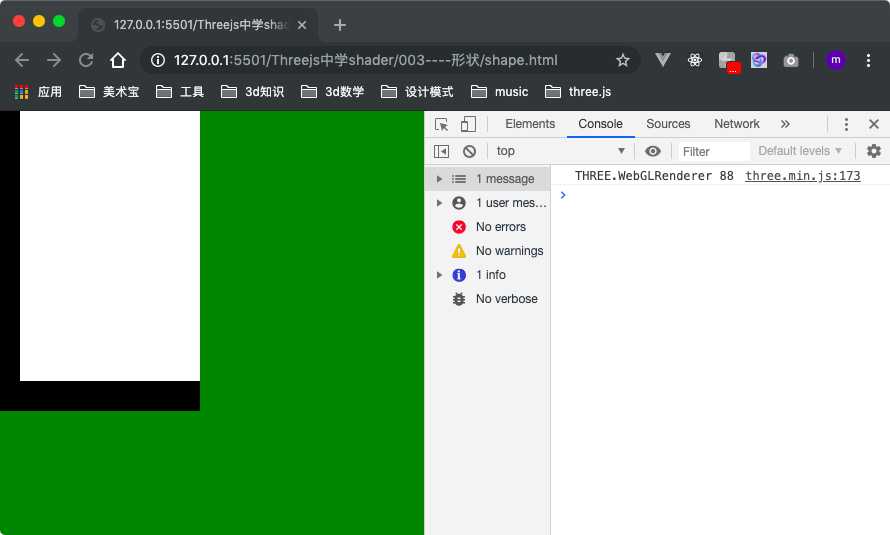 127.0.0.1:5501/Threejs中学shad
127.0.0.1:5501/Threejs中学shader/003----形状/shape.html
m
应用 美术宝 工具 3d知识 3d数学 设计模式 music three.js
Elements Console Sources Network »
top Filter Default levels
1 message
1 user mes…
No errors
No warnings
1 info
No verbose
THREE.WebGLRenderer 88 three.min.js:173